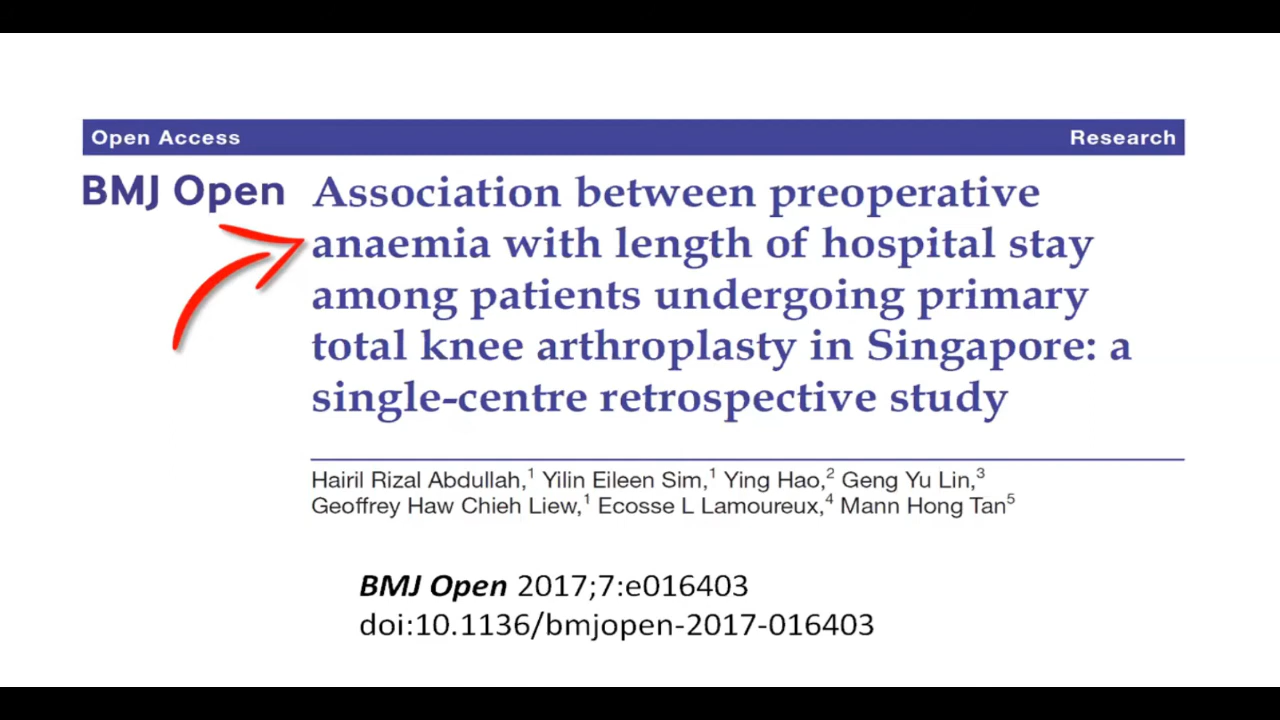 Open Access
Research
BMJ Open
Association between preoperative
anaemia with length of hospital stay
among patients undergoing primary
total knee arthroplasty in Singapore: a
single-centre retrospective study
Hairil Rizal Abdullah,1 Yilin Eileen Sim,1 Ying Hao,2 Geng Yu Lin,3
Geoffrey Haw Chieh Liew,1 Ecosse L Lamoureux,4 Mann Hong Tan5
BMJ Open 2017;7:e016403
doi:10.1136/bmjopen-2017-016403